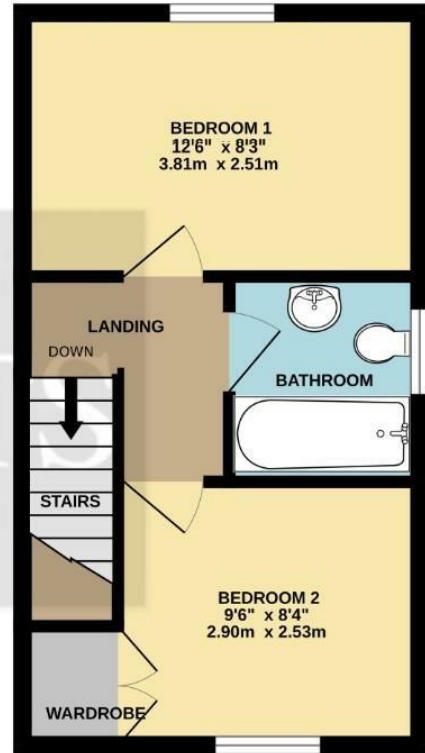 BEDROOM 1
12'6" x 8'3"
3.81m x 2.51m
LANDING
DOWN
BATHROOM
STAIRS
BEDROOM 2
9'6" x 8'4"
2.90m x 2.53m
WARDROBE